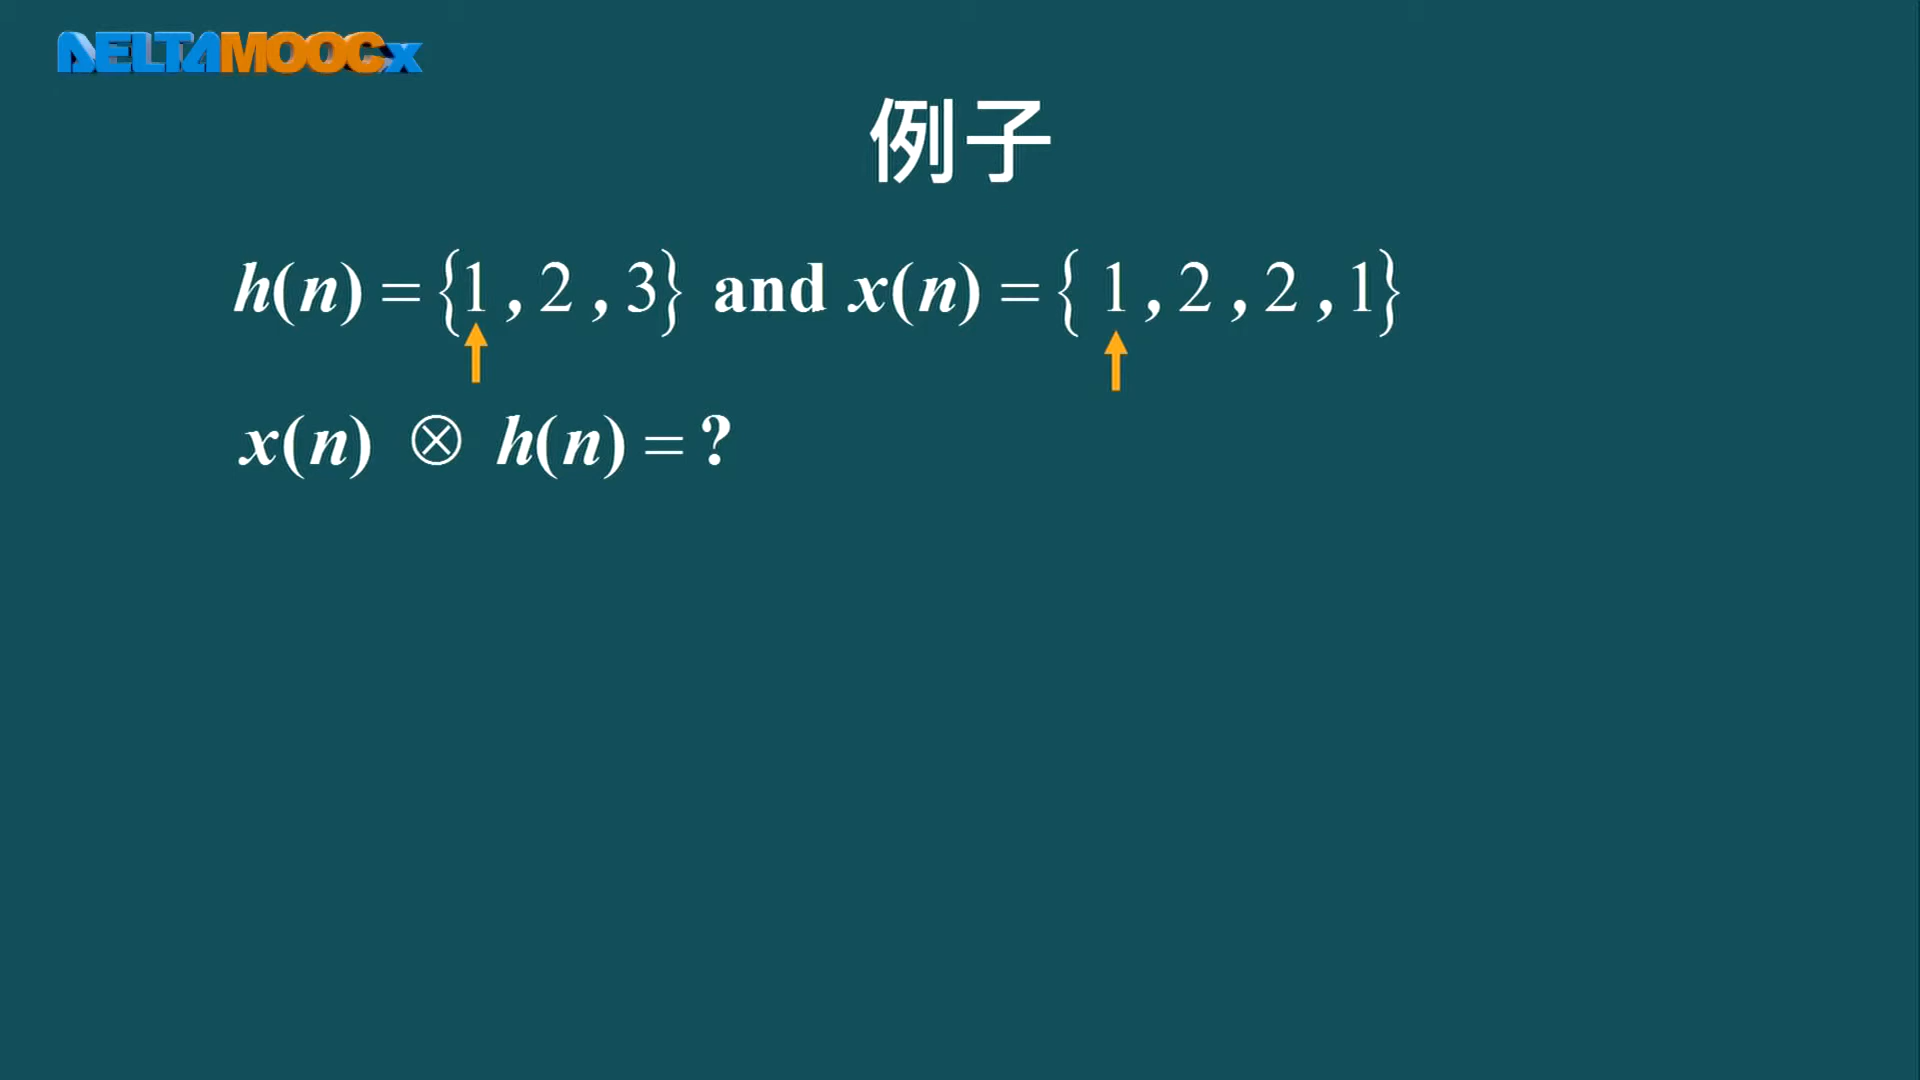 DELTAMOOCx
例子
h(n) = {1 , 2 , 3} and x(n) = { 1 , 2 , 2 , 1}
x(n) ⊗ h(n) = ?